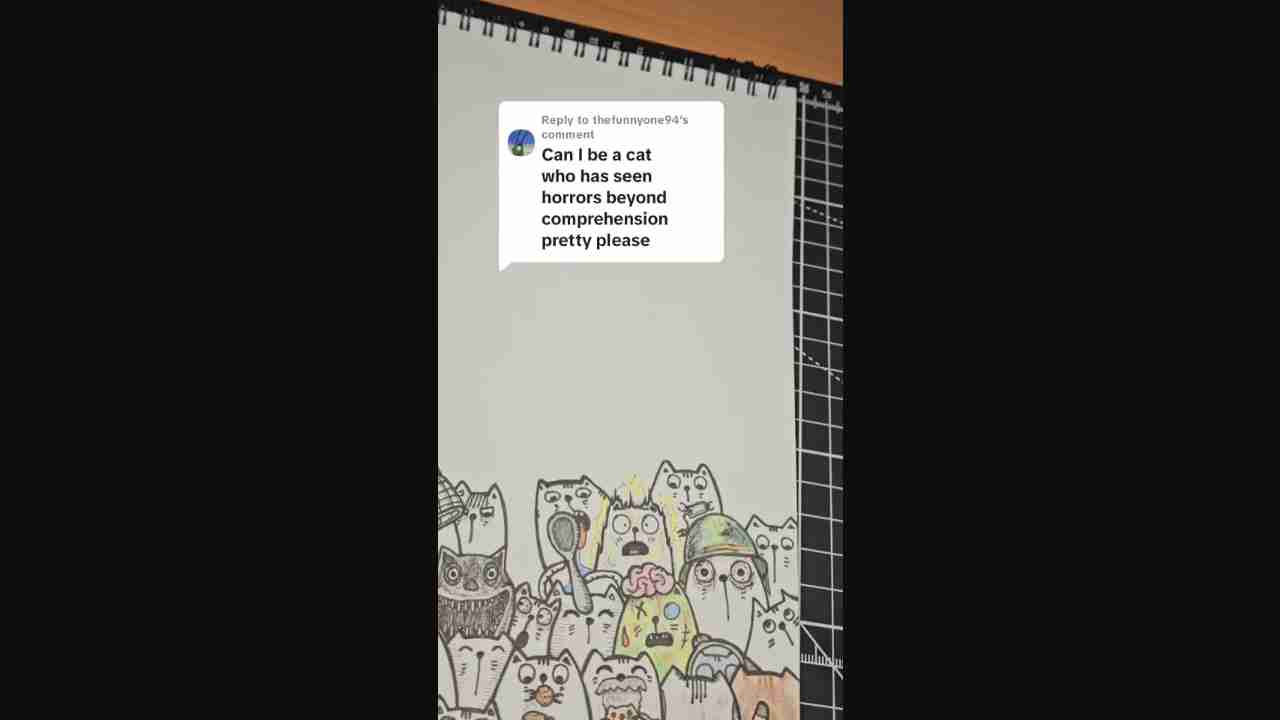 Reply to thefunnyone94's
comment
Can I be a cat
who has seen
horrors beyond
comprehension
pretty please